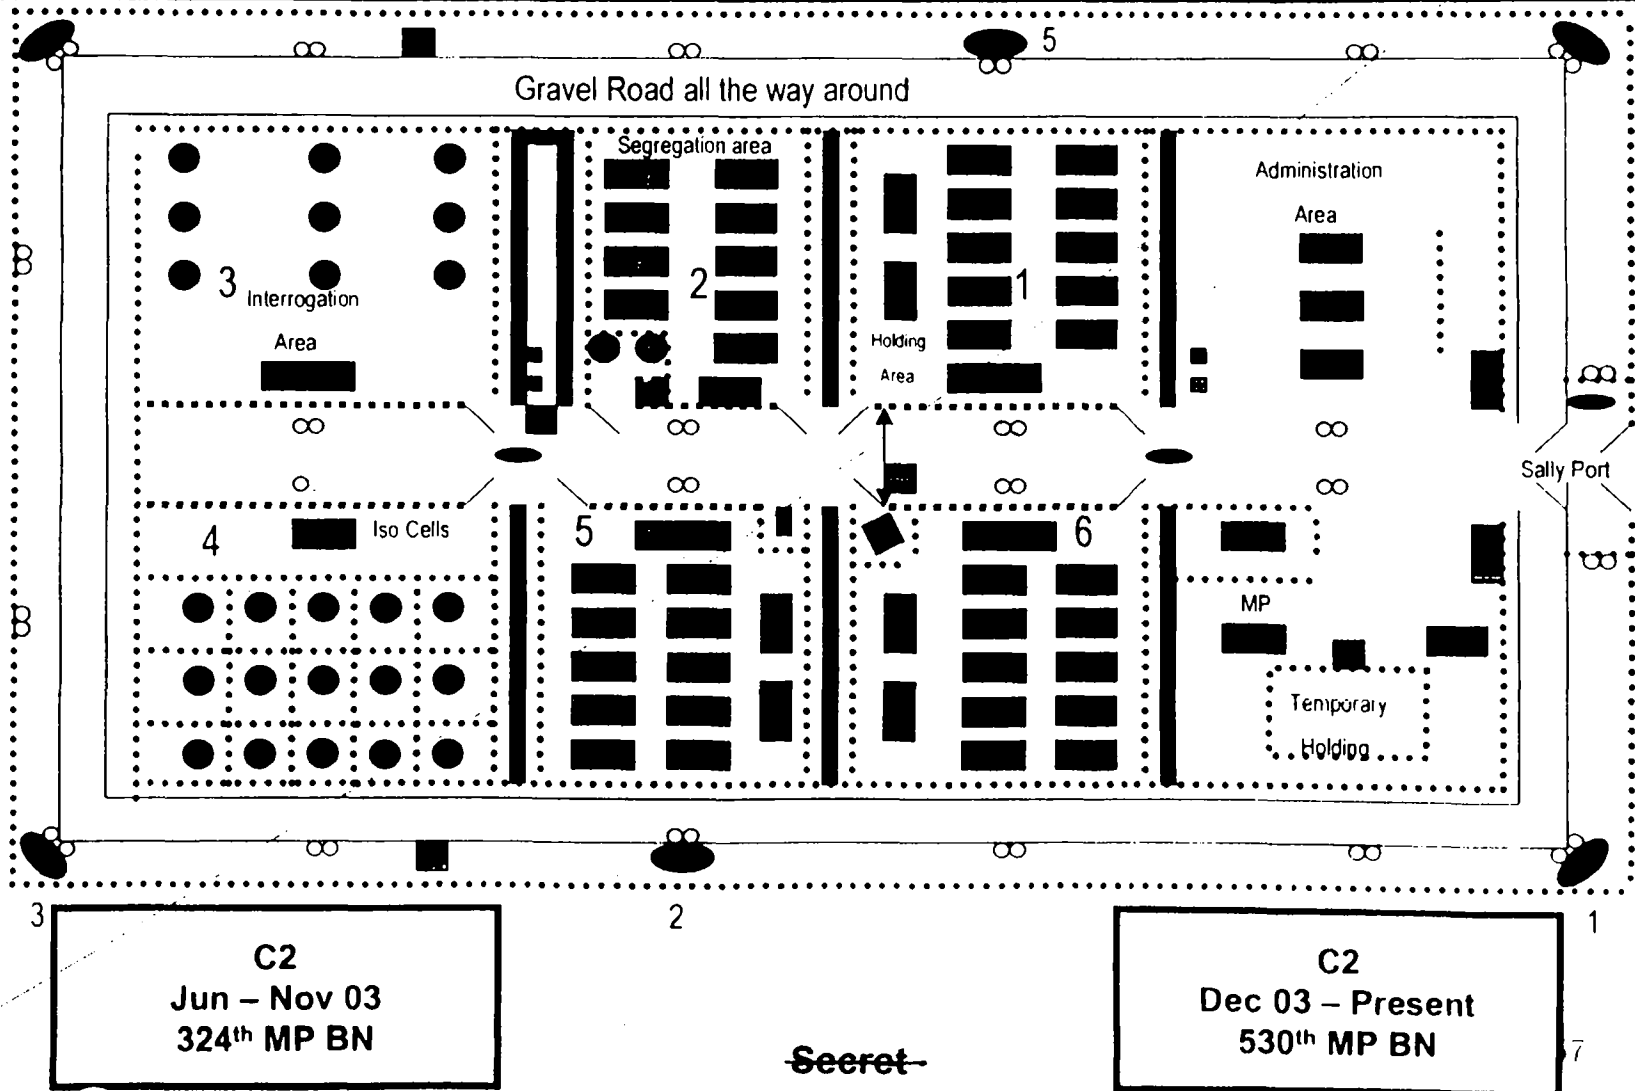 5
Gravel Road all the way around
Segregation area
Administration
Area
3
Interrogation
Area
2
1
Holding
Area
Sally Port
4
Iso Cells
5
6
MP
Temporary
Holding
3
2
1
C2
Jun – Nov 03
324th MP BN
C2
Dec 03 – Present
530th MP BN
Secret
7